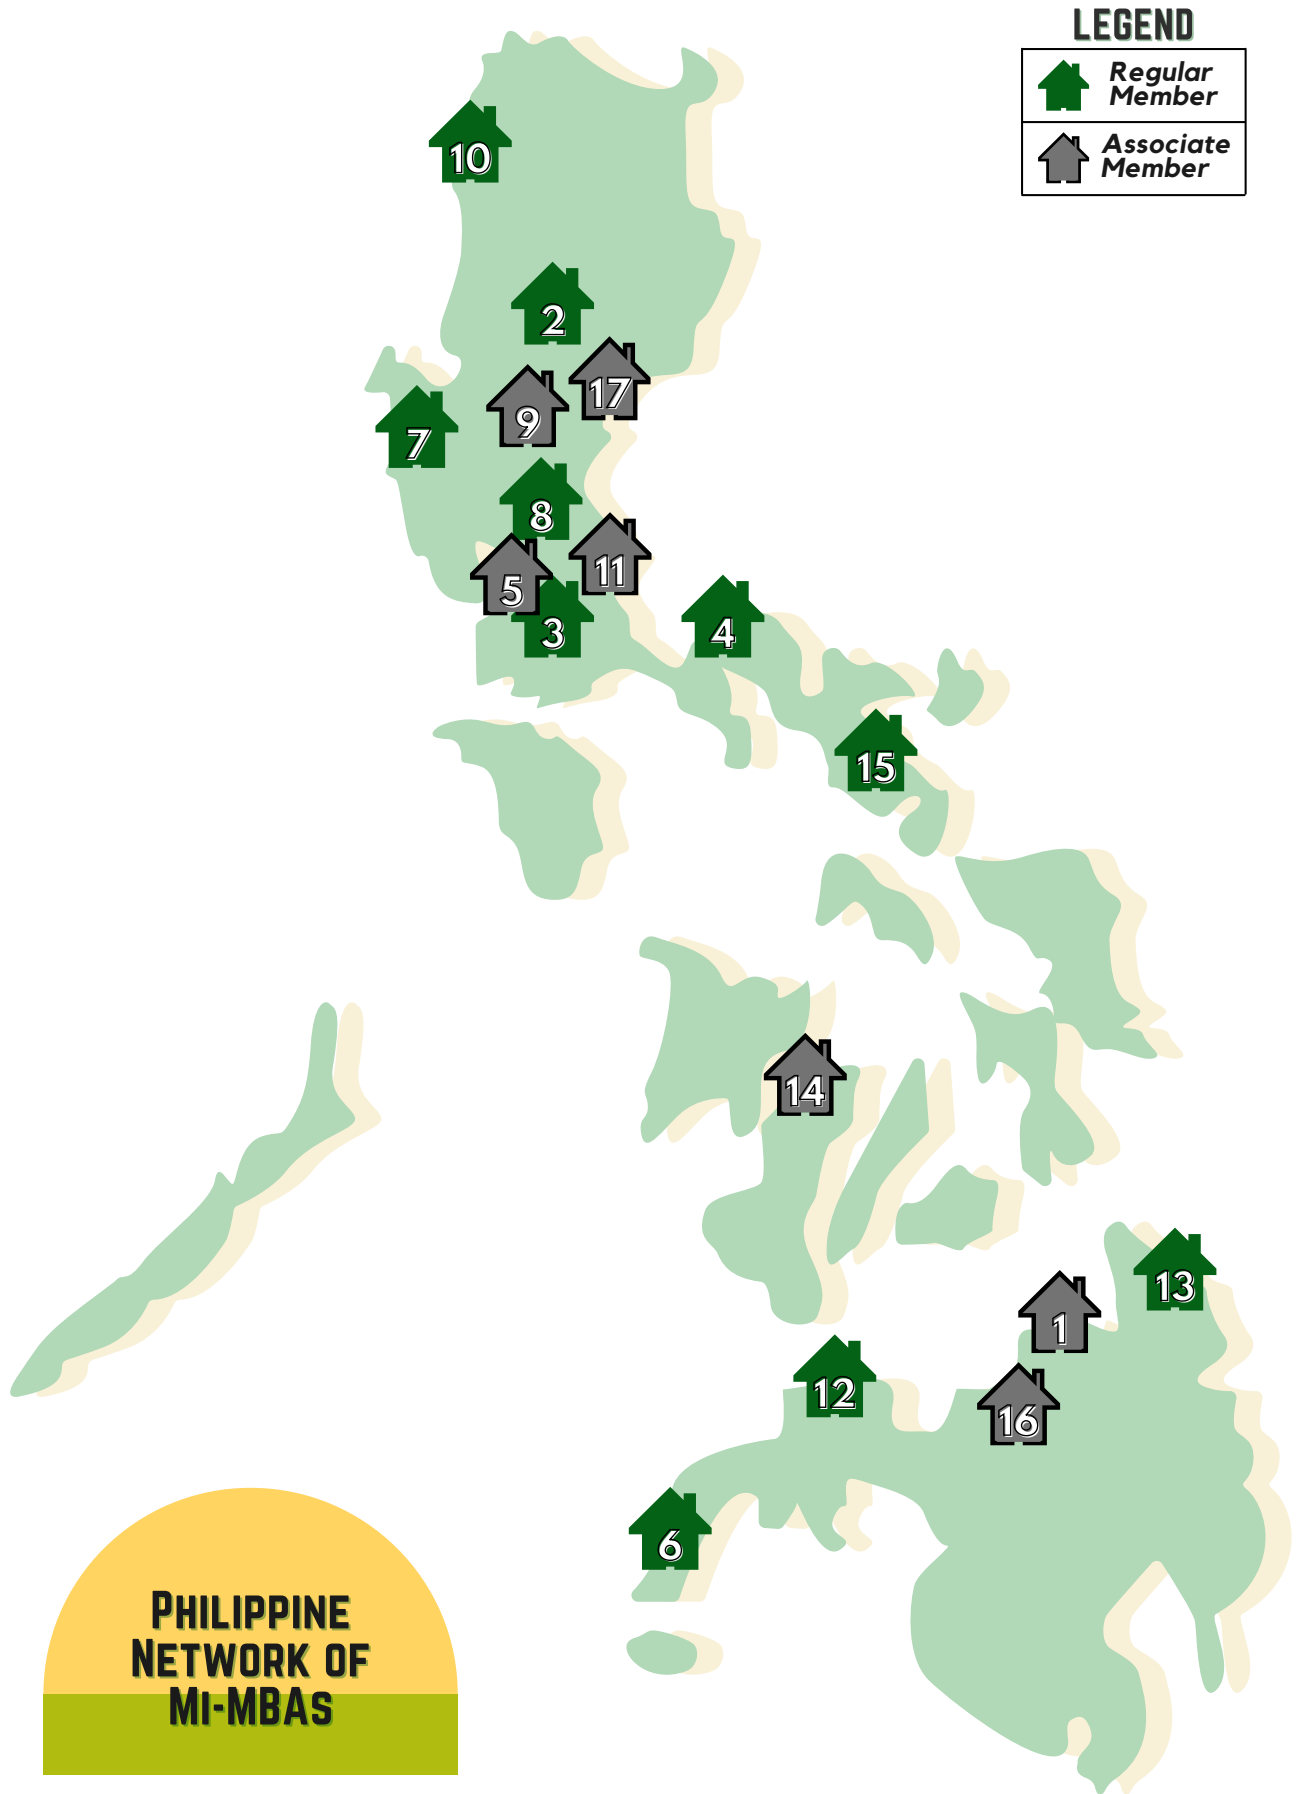 LEGEND
Regular
Member
Associate
Member
10
2
17
9
7
8
11
5
3
4
15
14
13
1
12
16
6
PHILIPPINE
NETWORK OF
MI-MBAS